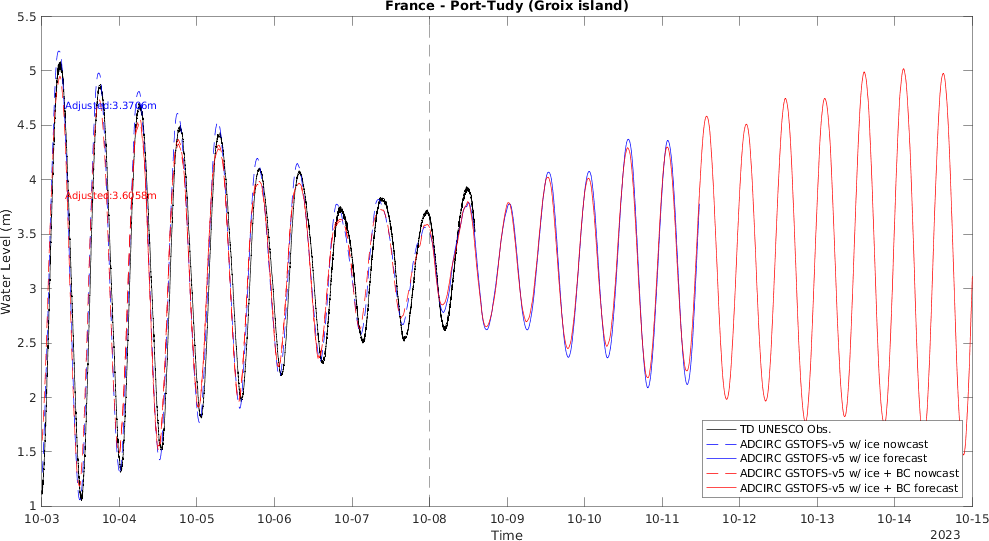 France - Port-Tudy (Groix island)
5.5
5
4.5
4
3.5
3
2.5
2
1.5
1
Water Level (m)
Adjusted:3.3706m
Adjusted:3.6058m
TD UNESCO Obs.
ADCIRC GSTOFS-v5 w/ ice nowcast
ADCIRC GSTOFS-v5 w/ ice forecast
ADCIRC GSTOFS-v5 w/ ice + BC nowcast
ADCIRC GSTOFS-v5 w/ ice + BC forecast
10-03 10-04 10-05 10-06 10-07 10-08 10-09 10-10 10-11 10-12 10-13 10-14 10-15
Time
2023